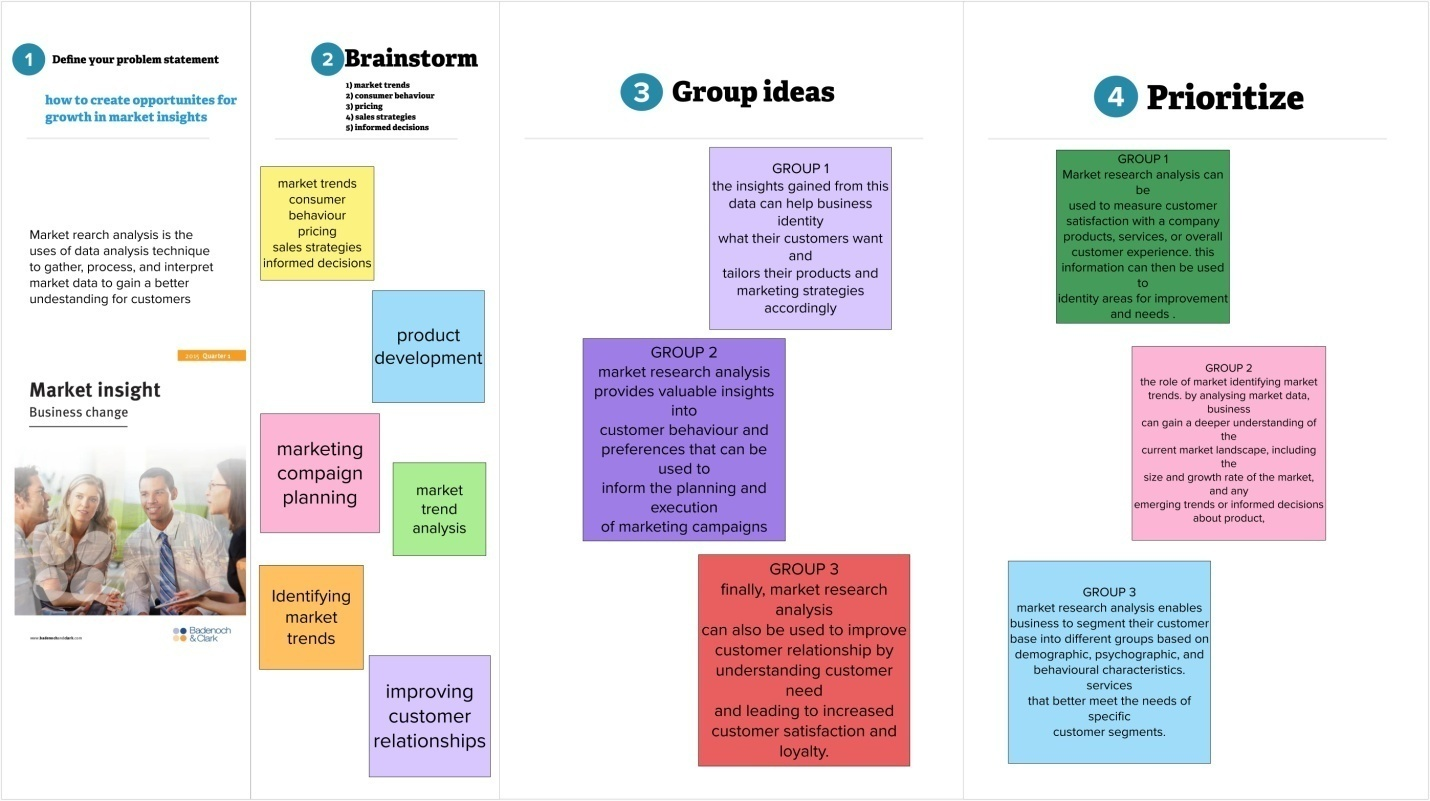 1
Define your problem statement
how to create opportunites for
growth in market insights
Market rearch analysis is the
uses of data analysis technique
to gather, process, and interpret
market data to gain a better
understanding for customers
2015 Quarter 1
Market insight
Business change
www.badenochandclark.com
Badenoch
&Clark
2
Brainstorm
1) market trends
2) consumer behaviour
3) pricing
4) sales strategies
5) informed decisions
market trends
consumer
behaviour
pricing
sales strategies
informed decisions
product
development
marketing
compaign
planning
market
trend
analysis
Identifying
market
trends
improving
customer
relationships
3
Group ideas
GROUP 1
the insights gained from this
data can help business
identity
what their customers want
and
tailors their products and
marketing strategies
accordingly
GROUP 2
market research analysis
provides valuable insights
into
customer behaviour and
preferences that can be
used to
inform the planning and
execution
of marketing campaigns
GROUP 3
finally, market research
analysis
can also be used to improve
customer relationship by
understanding customer
need
and leading to increased
customer satisfaction and
loyalty.
4
Prioritize
GROUP 1
Market research analysis can
be
used to measure customer
satisfaction with a company
products, services, or overall
customer experience. this
information can then be used
to
identity areas for improvement
and needs .
GROUP 2
the role of market identifying market
trends. by analysing market data,
business
can gain a deeper understanding of
the
current market landscape, including
the
size and growth rate of the market,
and any
emerging trends or informed decisions
about product,
GROUP 3
market research analysis enables
business to segment their customer
base into different groups based on
demographic, psychographic, and
behavioural characteristics.
services
that better meet the needs of
specific
customer segments.